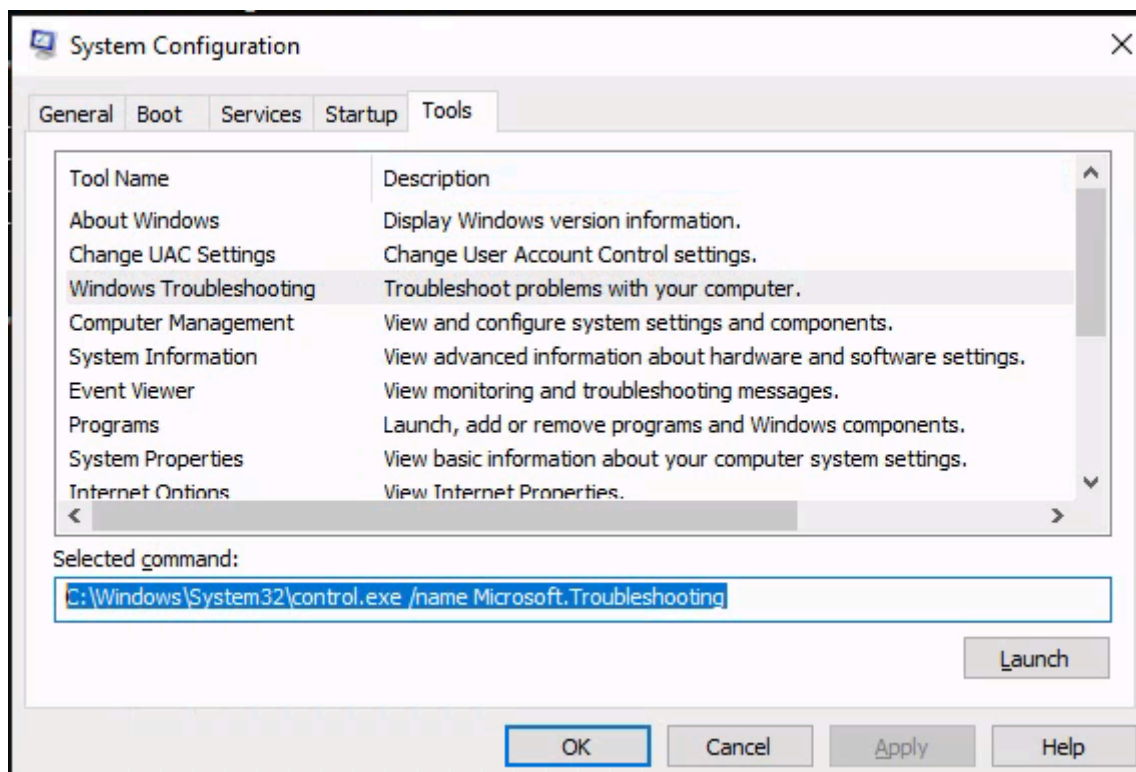 System Configuration
General Boot Services Startup Tools
Tool Name Description
About Windows Display Windows version information.
Change UAC Settings Change User Account Control settings.
Windows Troubleshooting Troubleshoot problems with your computer.
Computer Management View and configure system settings and components.
System Information View advanced information about hardware and software settings.
Event Viewer View monitoring and troubleshooting messages.
Programs Launch, add or remove programs and Windows components.
System Properties View basic information about your computer system settings.
Internet Options View Internet Properties.
Selected command:
C:\Windows\System32\control.exe /name Microsoft.Troubleshooting
Launch
OK Cancel Apply Help